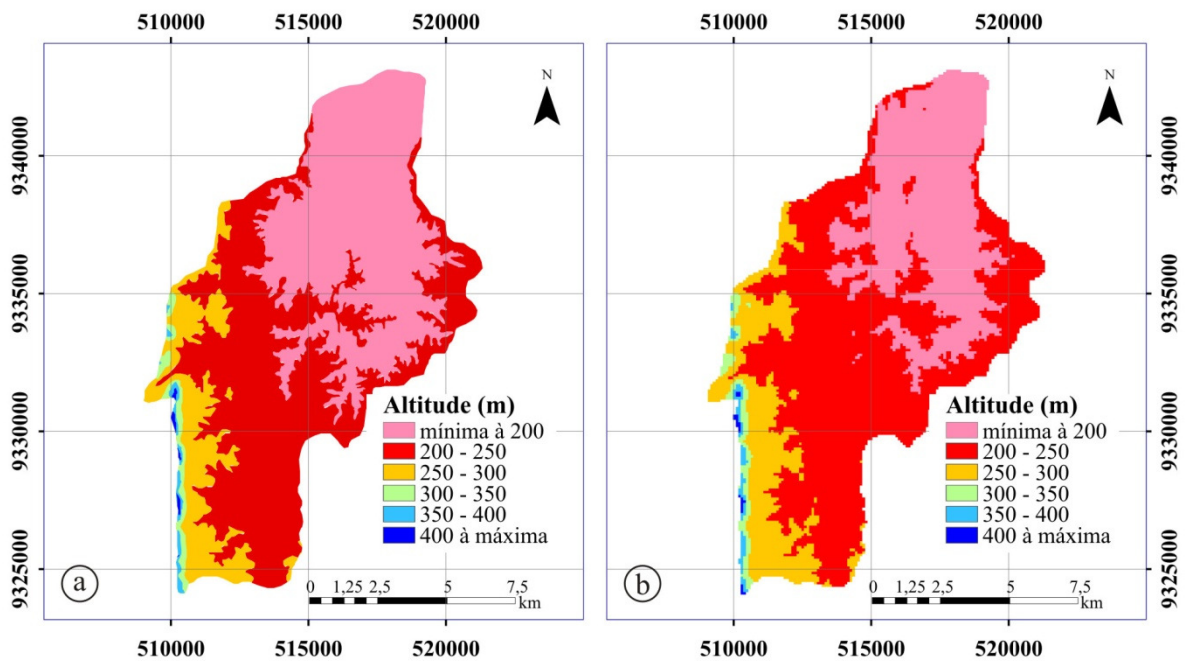 510000 515000 520000 510000 515000 520000
N N
9340000 9340000
9335000 9335000
9330000 9330000
9325000 9325000
Altitude (m) Altitude (m)
mínima à 200 mínima à 200
200 - 250 200 - 250
250 - 300 250 - 300
300 - 350 300 - 350
350 - 400 350 - 400
400 à máxima 400 à máxima
a b
0 1,25 2,5 5 7,5 0 1,25 2,5 5 7,5
km km
510000 515000 520000 510000 515000 520000